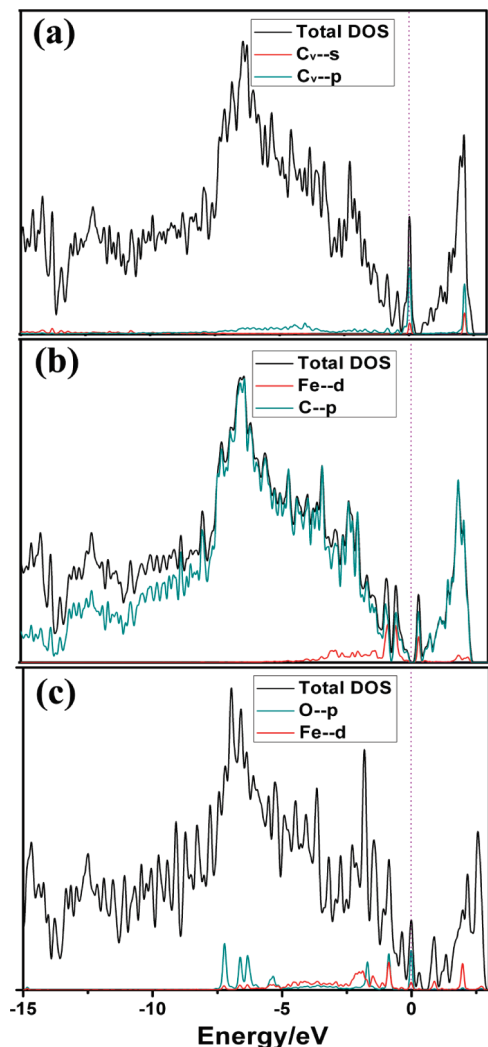 (a)
Total DOS
Cᵥ--s
Cᵥ--p
(b)
Total DOS
Fe--d
C--p
(c)
Total DOS
O--p
Fe--d
-15 -10 -5 0
Energy/eV